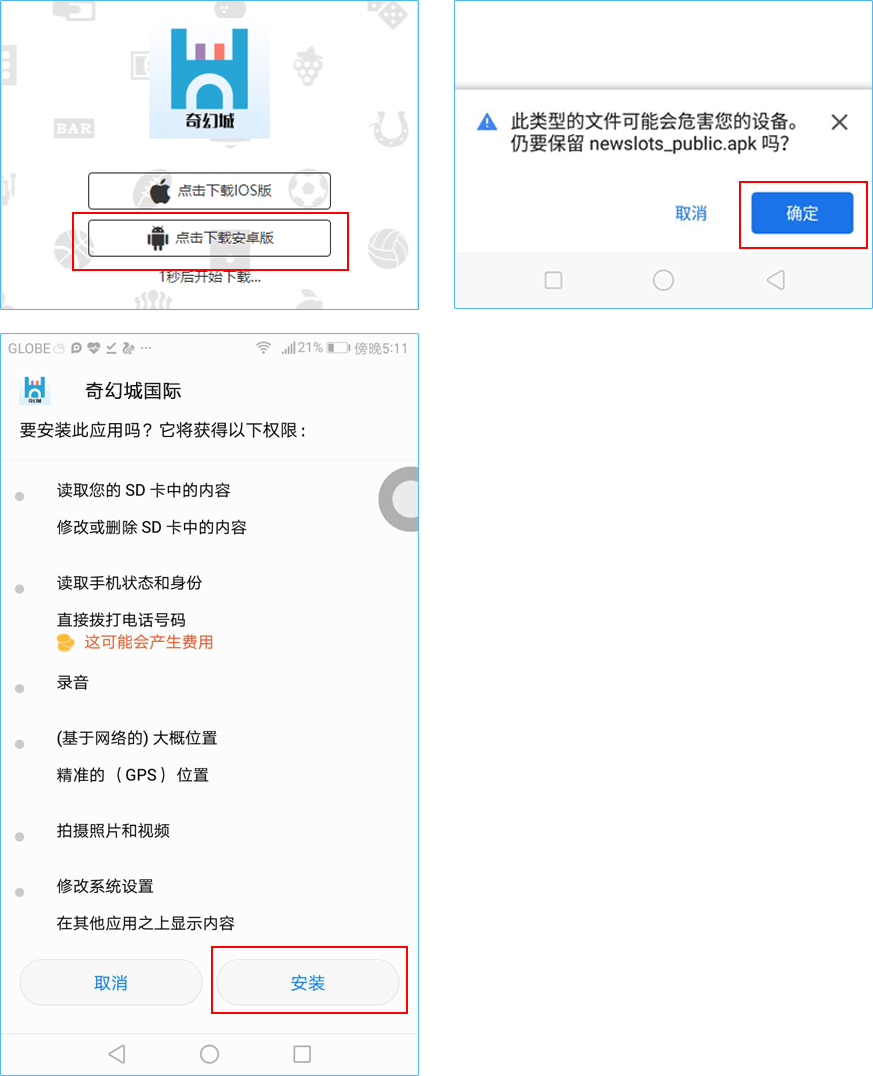 BAR
奇幻城
点击下载IOS版
点击下载安卓版
1秒后开始下载...
此类型的文件可能会危害您的设备。
仍要保留 newslots_public.apk 吗？
取消
确定
GLOBE
21%
傍晚5:11
奇幻城
奇幻城国际
要安装此应用吗？它将获得以下权限：
读取您的 SD 卡中的内容
修改或删除 SD 卡中的内容
读取手机状态和身份
直接拨打电话号码
这可能会产生费用
录音
(基于网络的) 大概位置
精准的（GPS）位置
拍摄照片和视频
修改系统设置
在其他应用之上显示内容
取消
安装